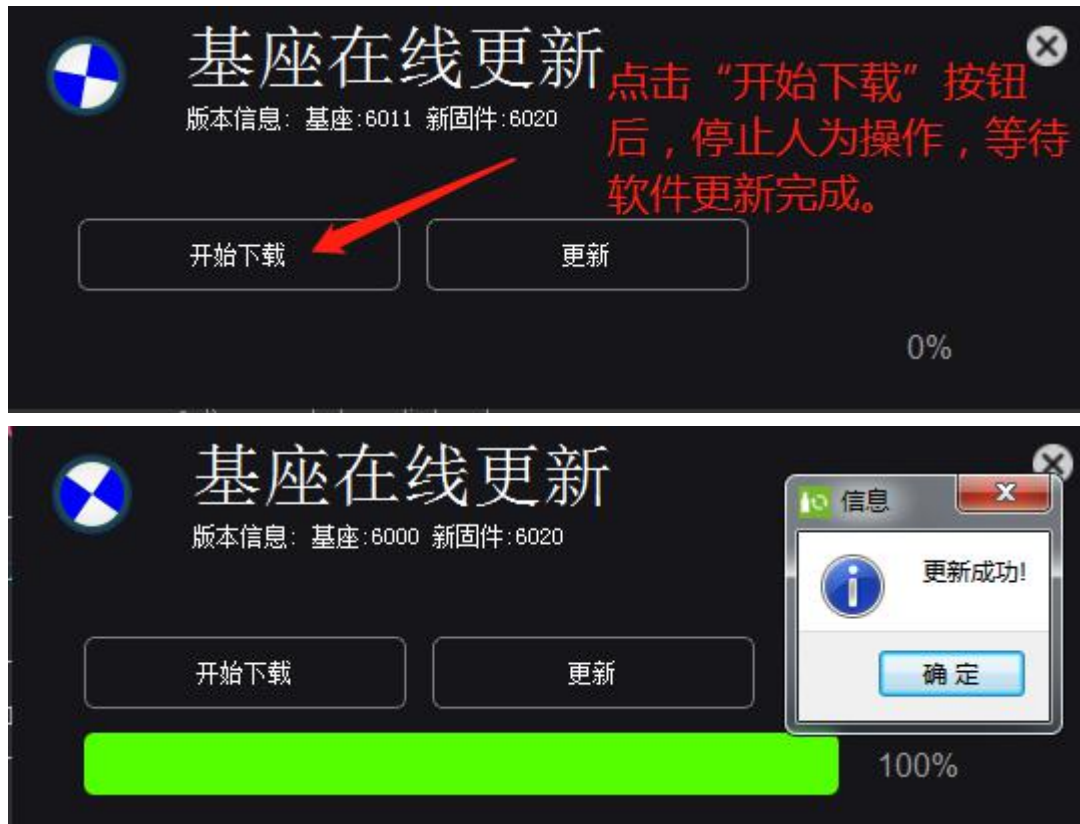 基座在线更新
版本信息: 基座:6011 新固件:6020
点击“开始下载”按钮
后，停止人为操作，等待
软件更新完成。
开始下载
更新
0%
基座在线更新
版本信息: 基座:6000 新固件:6020
信息
更新成功!
确定
开始下载
更新
100%